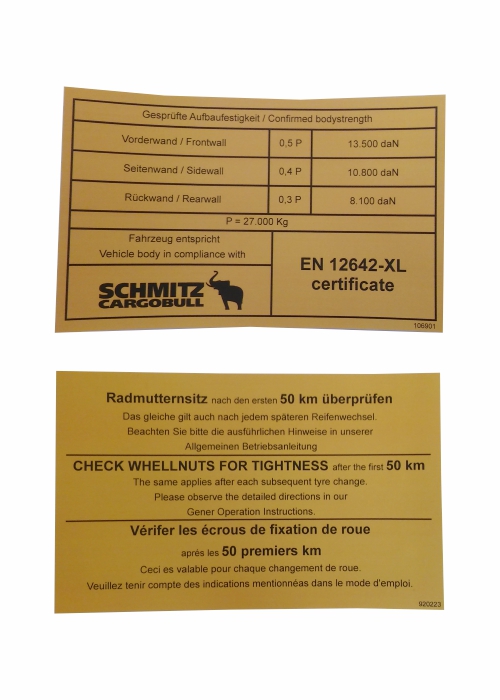 Gesprüfte Aufbaufestigkeit / Confirmed bodystrength
Vorderwand / Frontwall 0,5 P 13.500 daN
Seitenwand / Sidewall 0,4 P 10.800 daN
Rückwand / Rearwall 0,3 P 8.100 daN
P = 27.000 Kg
Fahrzeug entspricht
Vehicle body in compliance with
SCHMITZ
CARGOBULL
EN 12642-XL
certificate
106901
Radmutternsitz nach den ersten 50 km überprüfen
Das gleiche gilt auch nach jedem späteren Reifenwechsel.
Beachten Sie bitte die ausführlichen Hinweise in unserer
Allgemeinen Betriebsanleitung
CHECK WHELLNUTS FOR TIGHTNESS after the first 50 km
The same applies after each subsequent tyre change.
Please observe the detailed directions in our
Gener Operation Instructions.
Vérifer les écrous de fixation de roue
aprés les 50 premiers km
Ceci es valable pour chaque changement de roue.
Veuillez tenir compte des indications mentionnéas dans le mode d'emploi.
920223